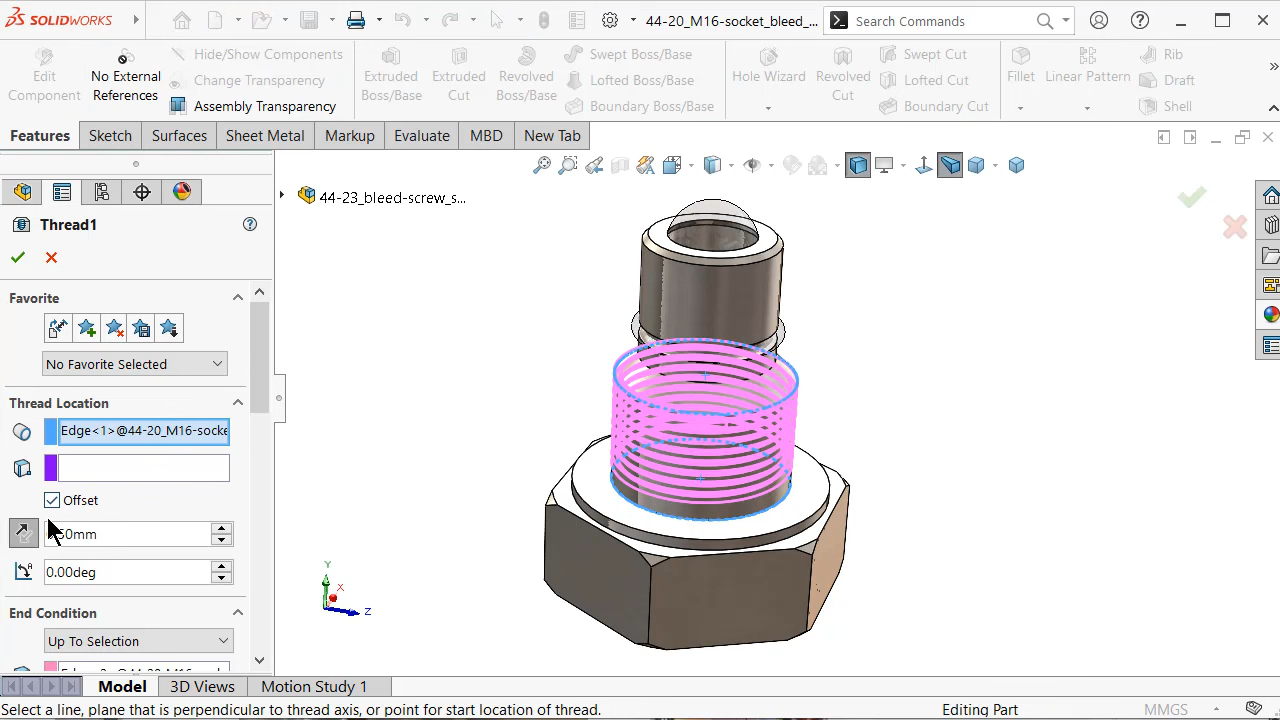 SOLIDWORKS
44-20_M16-socket_bleed_...
Search Commands
Edit
Component
No External
References
Hide/Show Components
Change Transparency
Assembly Transparency
Extruded
Boss/Base
Extruded
Cut
Revolved
Boss/Base
Swept Boss/Base
Lofted Boss/Base
Boundary Boss/Base
Hole Wizard
Revolved
Cut
Swept Cut
Lofted Cut
Boundary Cut
Fillet
Linear Pattern
Rib
Draft
Shell
Features
Sketch
Surfaces
Sheet Metal
Markup
Evaluate
MBD
New Tab
44-23_bleed-screw_s...
Thread1
Favorite
No Favorite Selected
Thread Location
Edge<1>@44-20_M16-socke
Offset
50mm
0.00deg
End Condition
Up To Selection
Y
X
Z
Model
3D Views
Motion Study 1
Select a line, plane that is perpendicular to thread axis, or point for start location of thread.
Editing Part
MMGS